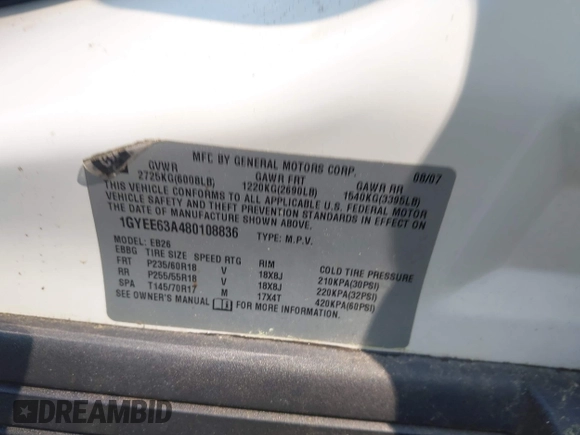 GM
MFC BY GENERAL MOTORS CORP. 08/07
GVWR GAWR FRT GAWR RR
2725KG(6008LB) 1220KG(2690LB) 1540KG(3395LB)
THIS VEHICLE CONFORMS TO ALL APPLICABLE U.S. FEDERAL MOTOR
VEHICLE SAFETY, THEFT PREVENTION STANDARDS IN EFFECT ON
THE DATE OF MANUFACTURE SHOWN ABOVE.
1GYEE63A480108836 TYPE: M.P.V.
MODEL: EB26
EBBG TIRE SIZE SPEED RTG RIM COLD TIRE PRESSURE
FRT P235/60R18 V 18X8J 210KPA(30PSI)
RR P255/55R18 V 18X8J 220KPA(32PSI)
SPA T145/70R17 M 17X4T 420KPA(60PSI)
SEE OWNER'S MANUAL FOR MORE INFORMATION.
DREAMBID